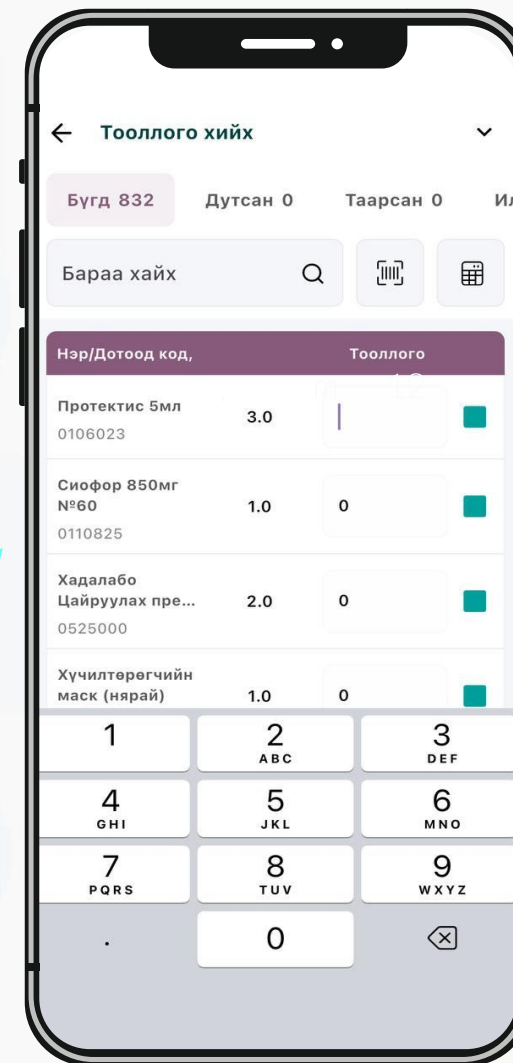 Тооллого хийх
Бүгд 832 Дутсан 0 Таарсан 0
Бараа хайх
Нэр/Дотоод код, Тооллого
Протектис 5мл 3.0
0106023
Сиофор 850мг
№60 1.0 0
0110825
Хадалабо
Цайруулах пре... 2.0 0
0525000
Хүчилтөрөгчийн
маск (нярай) 1.0 0
1 2 3
ABC DEF
4 5 6
GHI JKL MNO
7 8 9
PQRS TUV WXYZ
. 0